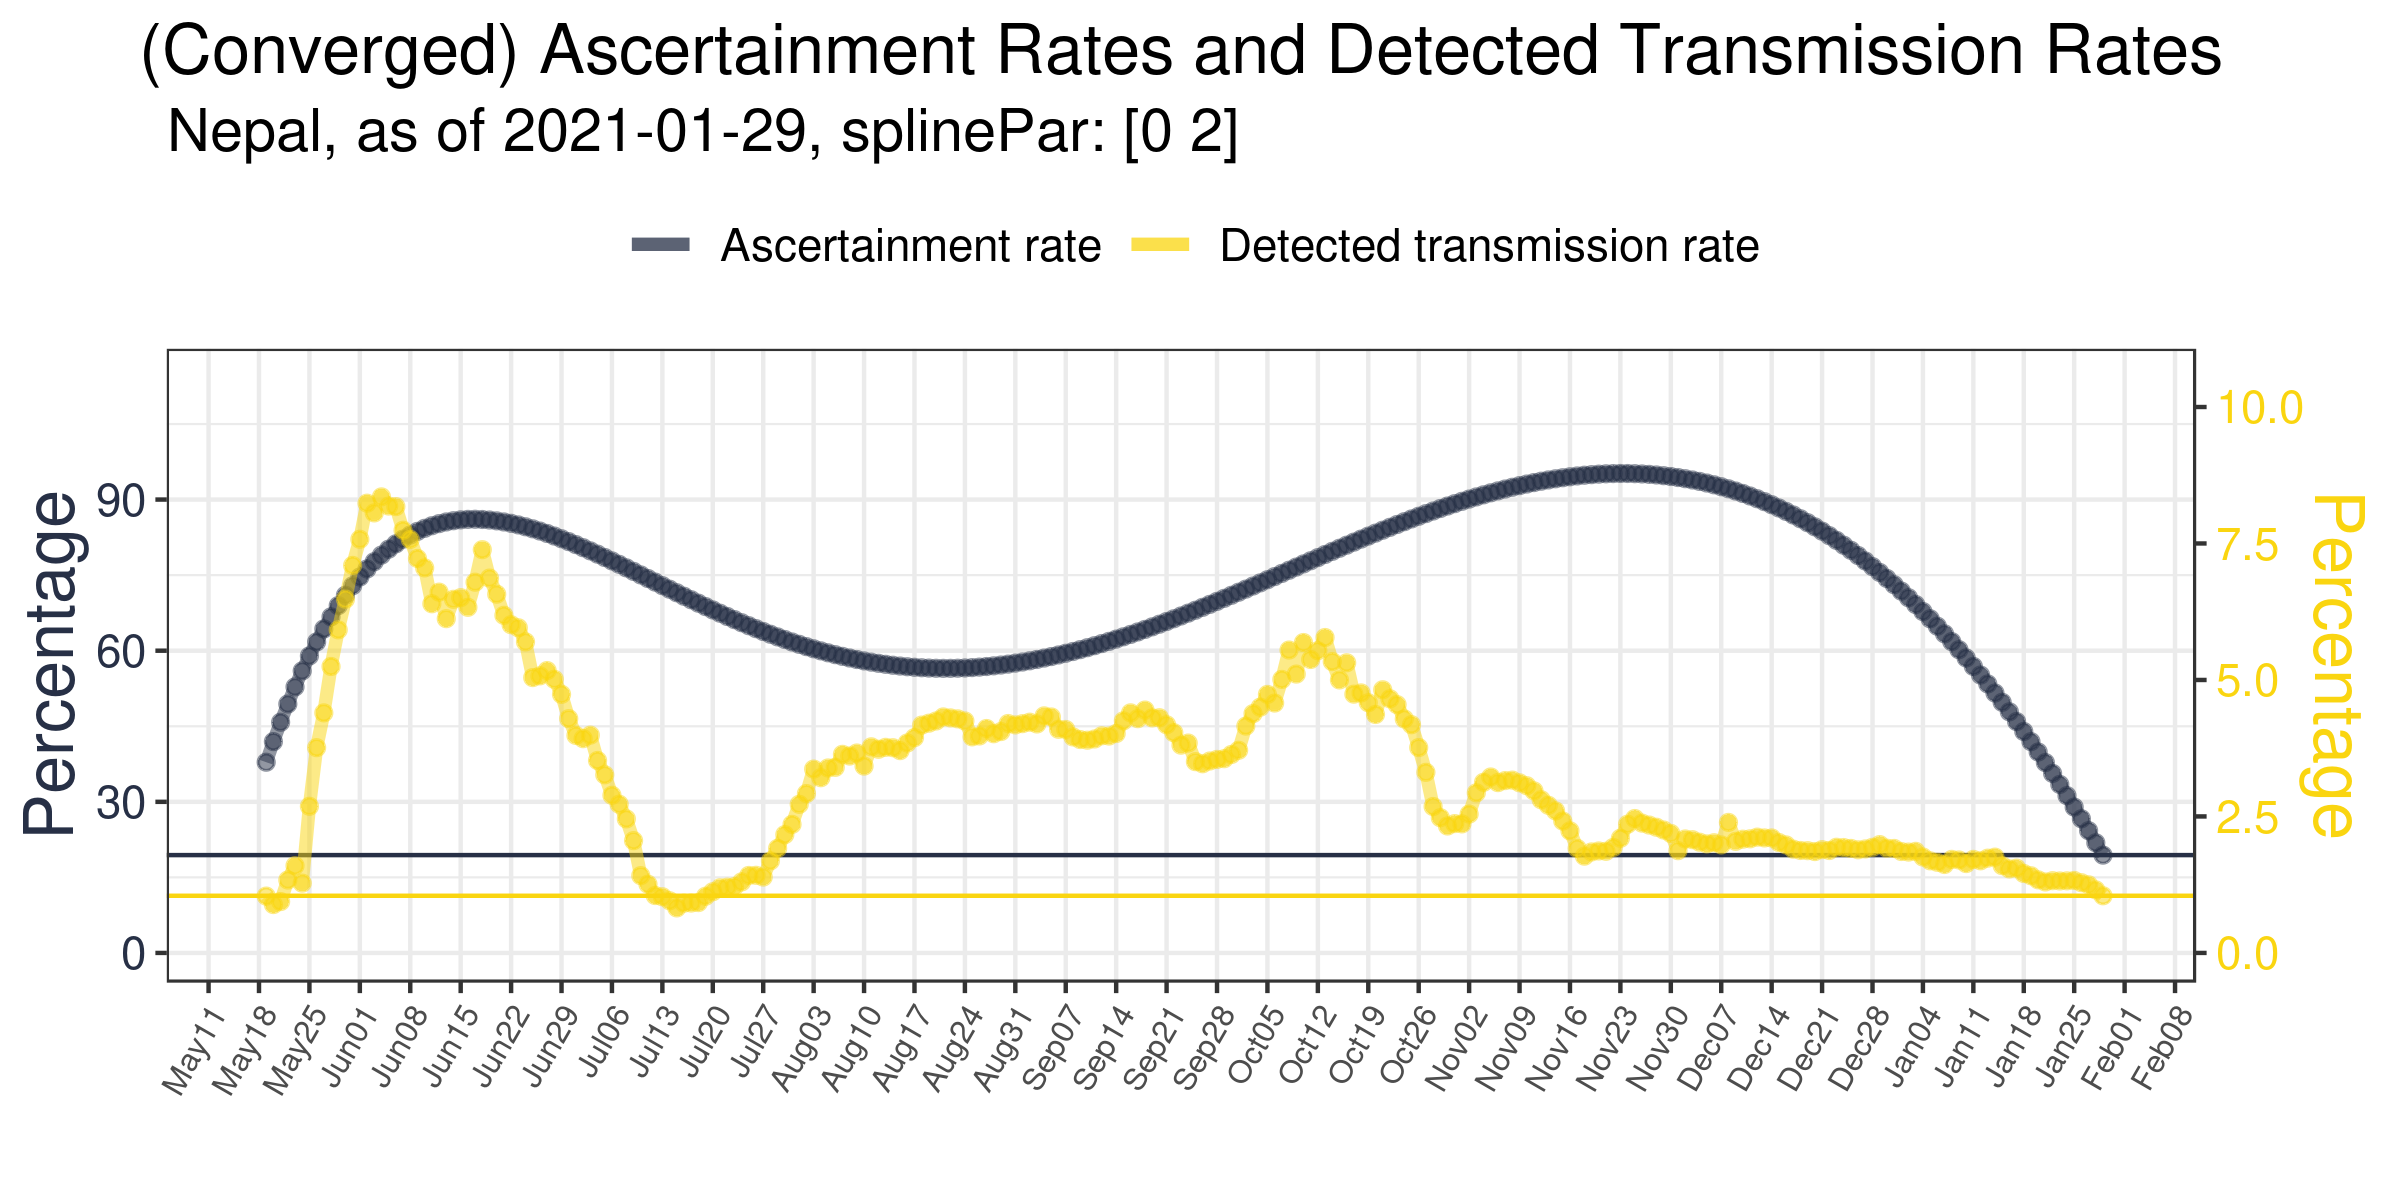 (Converged) Ascertainment Rates and Detected Transmission Rates
Nepal, as of 2021-01-29, splinePar: [0 2]
Ascertainment rate
Detected transmission rate
Percentage
90
60
30
0
10.0
7.5
5.0
2.5
0.0
Percentage
May11
May18
May25
Jun01
Jun08
Jun15
Jun22
Jun29
Jul06
Jul13
Jul20
Jul27
Aug03
Aug10
Aug17
Aug24
Aug31
Sep07
Sep14
Sep21
Sep28
Oct05
Oct12
Oct19
Oct26
Nov02
Nov09
Nov16
Nov23
Nov30
Dec07
Dec14
Dec21
Dec28
Jan04
Jan11
Jan18
Jan25
Feb01
Feb08